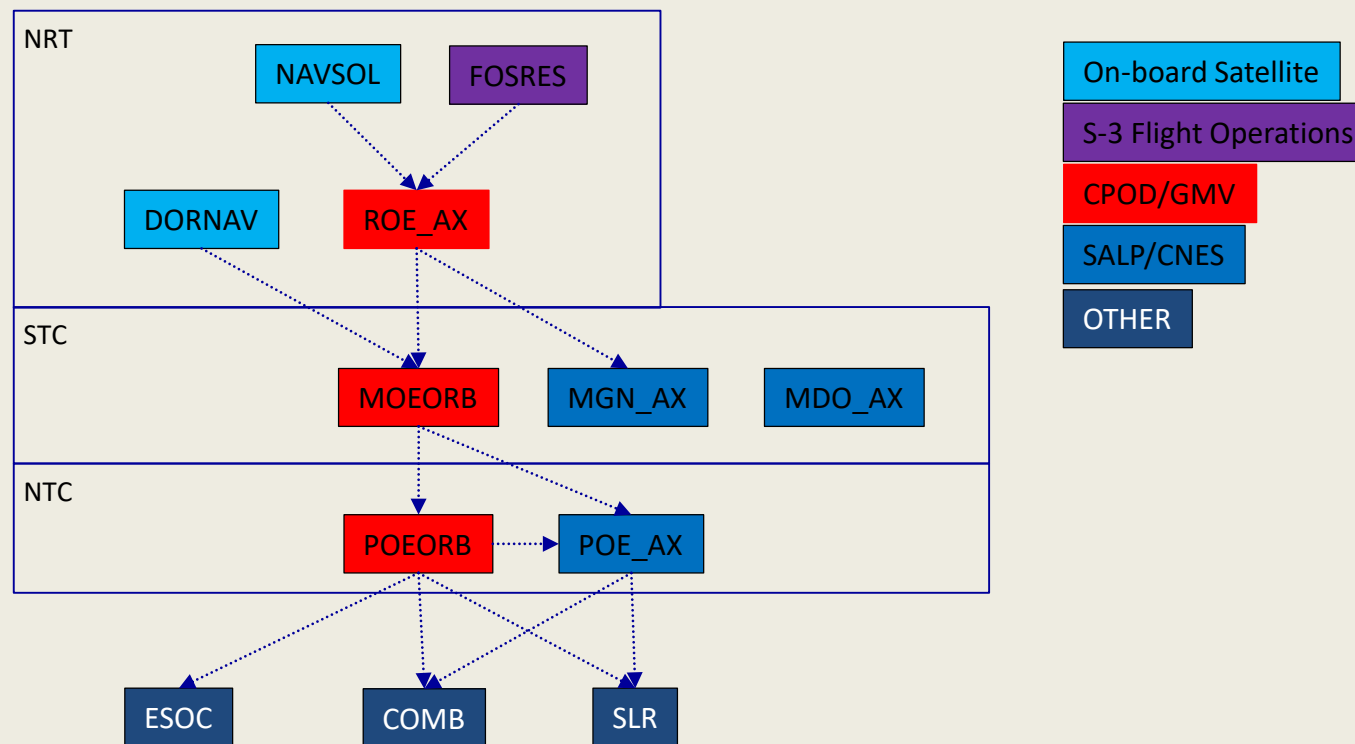 NRT
NAVSOL
FOSRES
DORNAV
ROE_AX
STC
MOEORB
MGN_AX
MDO_AX
NTC
POEORB
POE_AX
ESOC
COMB
SLR
On-board Satellite
S-3 Flight Operations
CPOD/GMV
SALP/CNES
OTHER